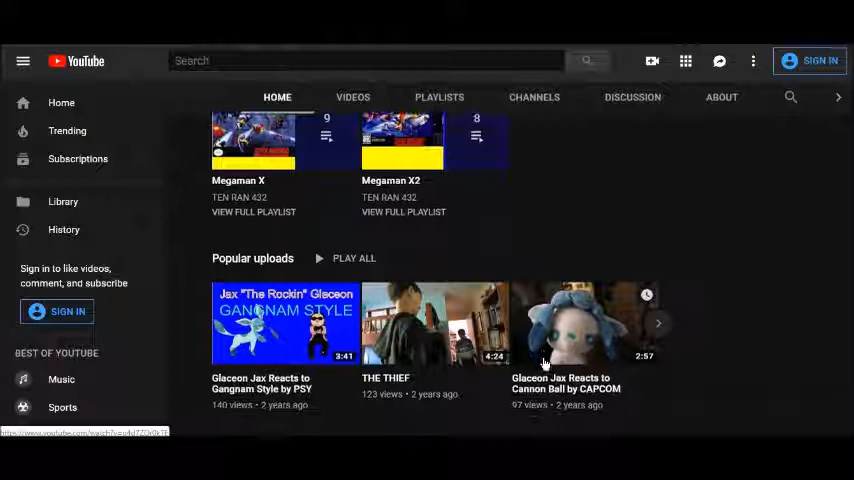 YouTube
Search
SIGN IN
HOME
VIDEOS
PLAYLISTS
CHANNELS
DISCUSSION
ABOUT
Home
Trending
Subscriptions
Library
History
Sign in to like videos,
comment, and subscribe
SIGN IN
BEST OF YOUTUBE
Music
Sports
9
8
Megaman X
Megaman X2
TEN RAN 432
TEN RAN 432
VIEW FULL PLAYLIST
VIEW FULL PLAYLIST
Popular uploads
PLAY ALL
Jax "The Rockin" Glaceon
GANGNAM STYLE
3:41
4:24
2:57
Glaceon Jax Reacts to
Gangnam Style by PSY
140 views • 2 years ago
THE THIEF
123 views • 2 years ago
Glaceon Jax Reacts to
Cannon Ball by CAPCOM
97 views • 2 years ago